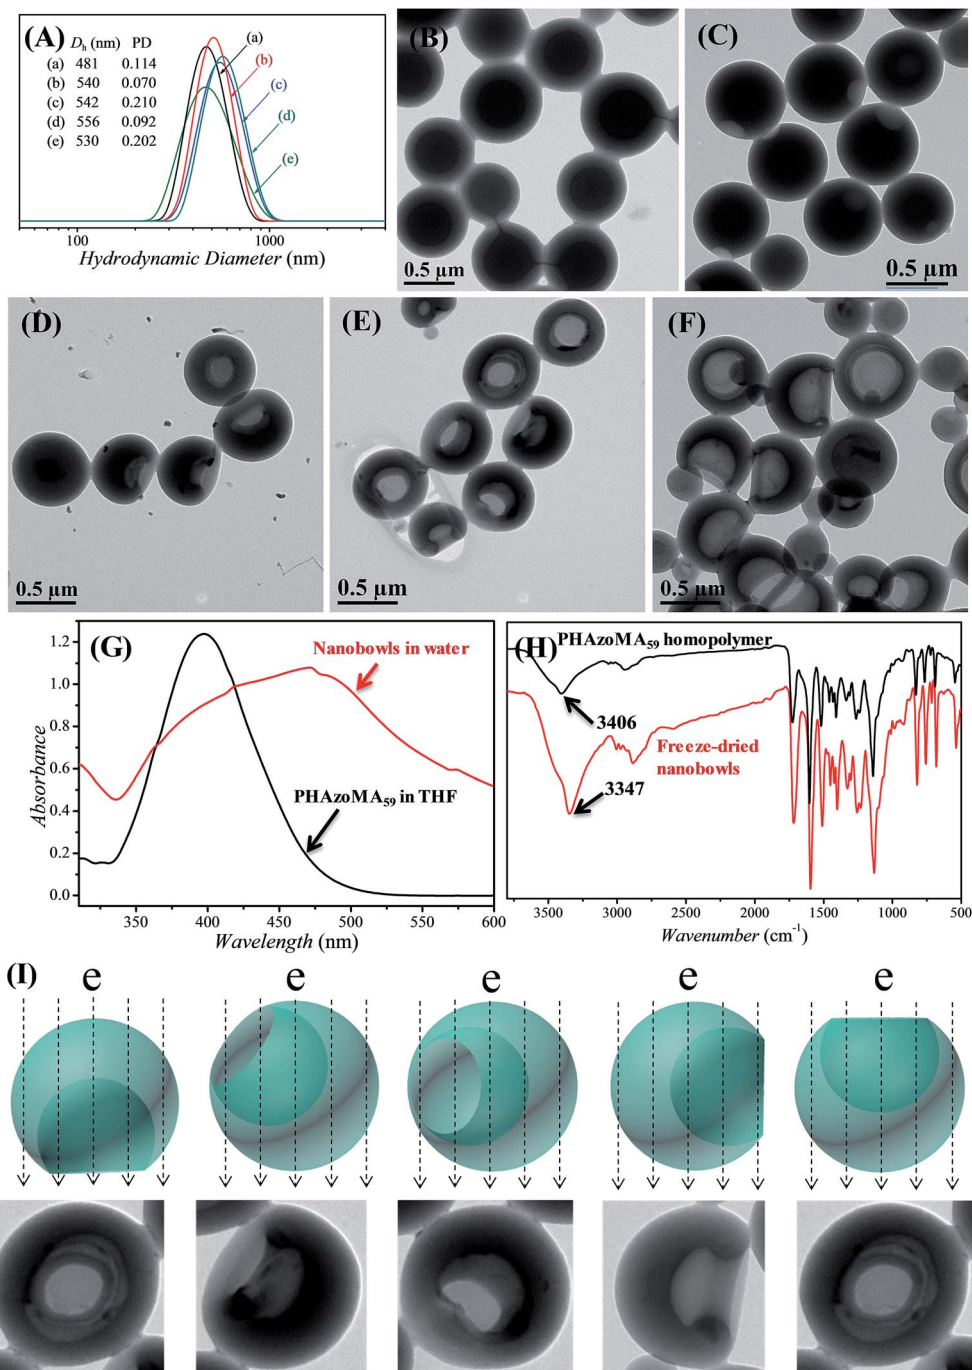 (A)
Dh (nm) PD
(a) 481 0.114
(b) 540 0.070
(c) 542 0.210
(d) 556 0.092
(e) 530 0.202
(a)
(b)
(c)
(d)
(e)
100 1000
Hydrodynamic Diameter (nm)
(B)
0.5 μm
(C)
0.5 μm
(D)
0.5 μm
(E)
0.5 μm
(F)
0.5 μm
(G)
Absorbance
1.2
1.0
0.8
0.6
0.4
0.2
0.0
Nanobowls in water
PHAzoMA59 in THF
350 400 450 500 550 600
Wavelength (nm)
(H)
PHAzoMA59 homopolymer
3406
Freeze-dried
nanobowls
3347
3500 3000 2500 2000 1500 1000 500
Wavenumber (cm-1)
(I)
e e e e e